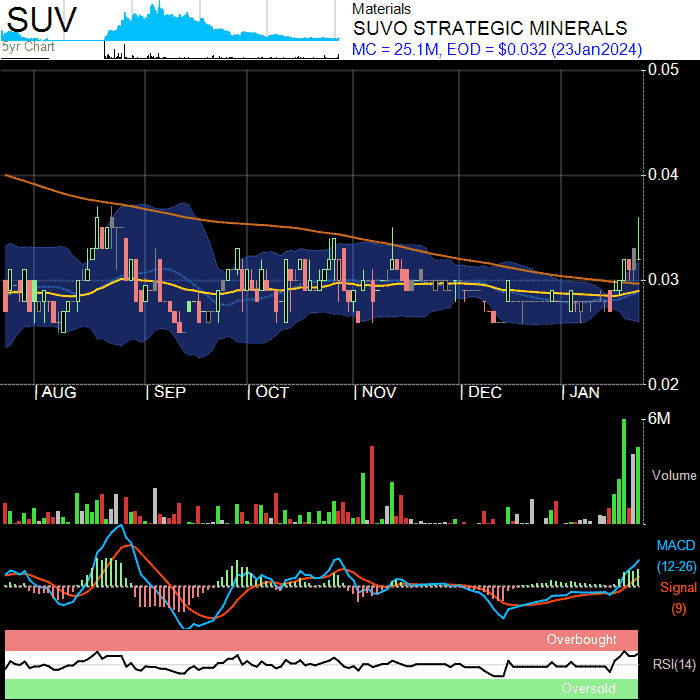 SUV
5yr Chart
Materials
SUVO STRATEGIC MINERALS
MC = 25.1M, EOD = $0.032 (23Jan2024)
0.05
0.04
0.03
0.02
| AUG | SEP | OCT | NOV | DEC | JAN
6M
Volume
MACD
(12-26)
Signal
(9)
Overbought
RSI(14)
Oversold